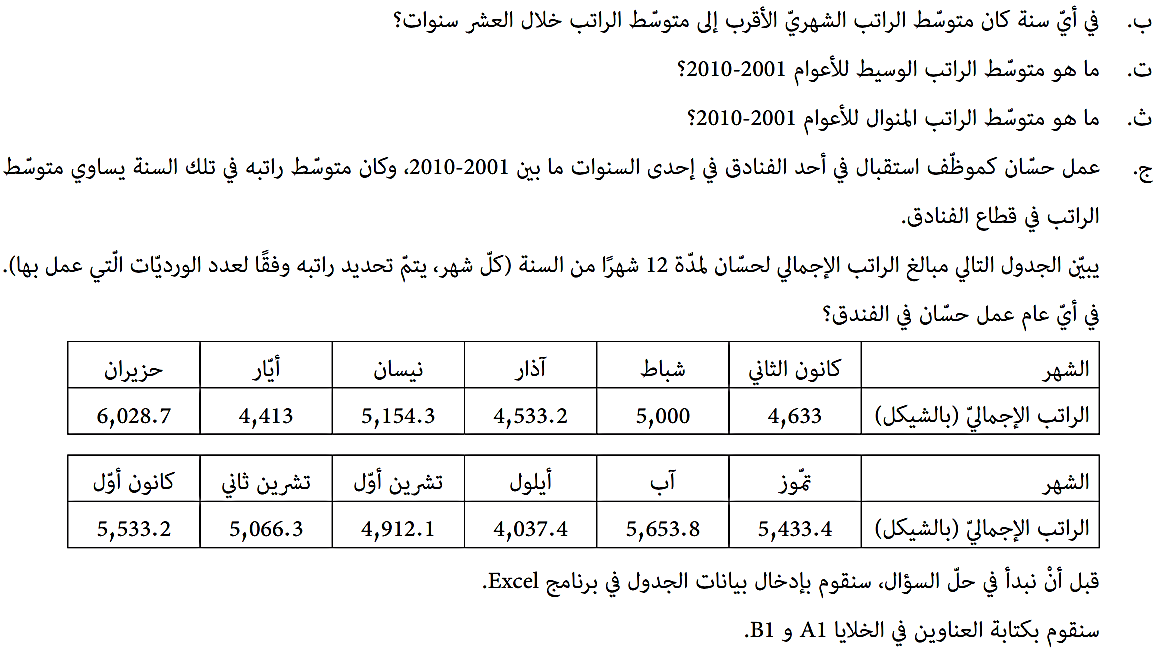 ب. في أيّ سنة كان متوسّط الراتب الشهريّ الأقرب إلى متوسّط الراتب خلال العشر سنوات؟
ت. ما هو متوسّط الراتب الوسيط للأعوام 2001-2010؟
ث. ما هو متوسّط الراتب المنوال للأعوام 2001-2010؟
ج. عمل حسّان كموظّف استقبال في أحد الفنادق في إحدى السنوات ما بين 2001-2010، وكان متوسّط راتبه في تلك السنة يساوي متوسّط
الراتب في قطاع الفنادق.
يبيّن الجدول التالي مبالغ الراتب الإجمالي لحسّان لمدّة 12 شهرًا من السنة (كلّ شهر، يتمّ تحديد راتبه وفقًا لعدد الورديّات الّتي عمل بها).
في أيّ عام عمل حسّان في الفندق؟
الشهر كانون الثاني شباط آذار نيسان أيّار حزيران
الراتب الإجماليّ (بالشيكل) 4,633 5,000 4,533.2 5,154.3 4,413 6,028.7
الشهر تمّوز آب أيلول تشرين أوّل تشرين ثاني كانون أوّل
الراتب الإجماليّ (بالشيكل) 5,433.4 5,653.8 4,037.4 4,912.1 5,066.3 5,533.2
قبل أنْ نبدأ في حلّ السؤال، سنقوم بإدخال بيانات الجدول في برنامج Excel.
سنقوم بكتابة العناوين في الخلايا A1 و B1.